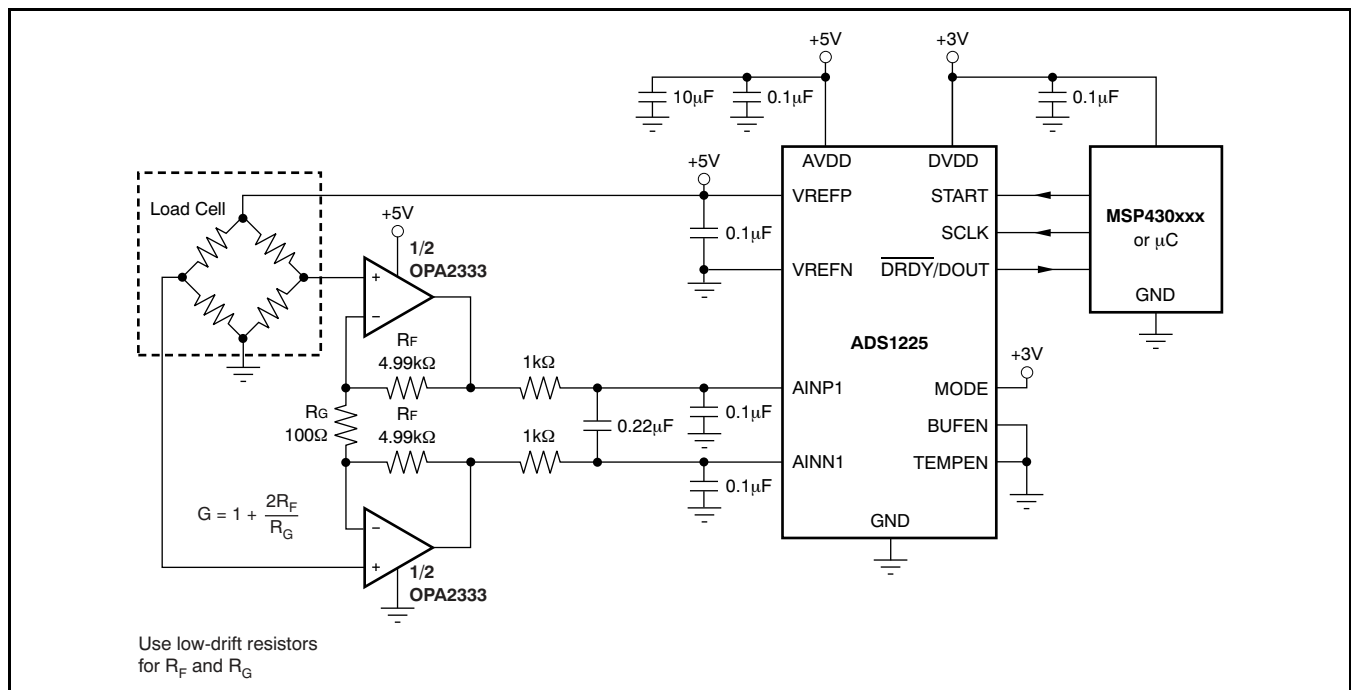 +5V
+3V
10µF
0.1µF
0.1µF
+5V
AVDD
DVDD
VREFP
START
MSP430xxx
or µC
Load Cell
+5V
0.1µF
SCLK
1/2
OPA2333
VREFN
DRDY/DOUT
+
−
GND
RF
4.99kΩ
1kΩ
ADS1225
+3V
AINP1
MODE
RG
100Ω
RF
4.99kΩ
1kΩ
0.22µF
0.1µF
BUFEN
AINN1
TEMPEN
0.1µF
G = 1 + 2RF
RG
−
+
GND
1/2
OPA2333
Use low-drift resistors
for RF and RG